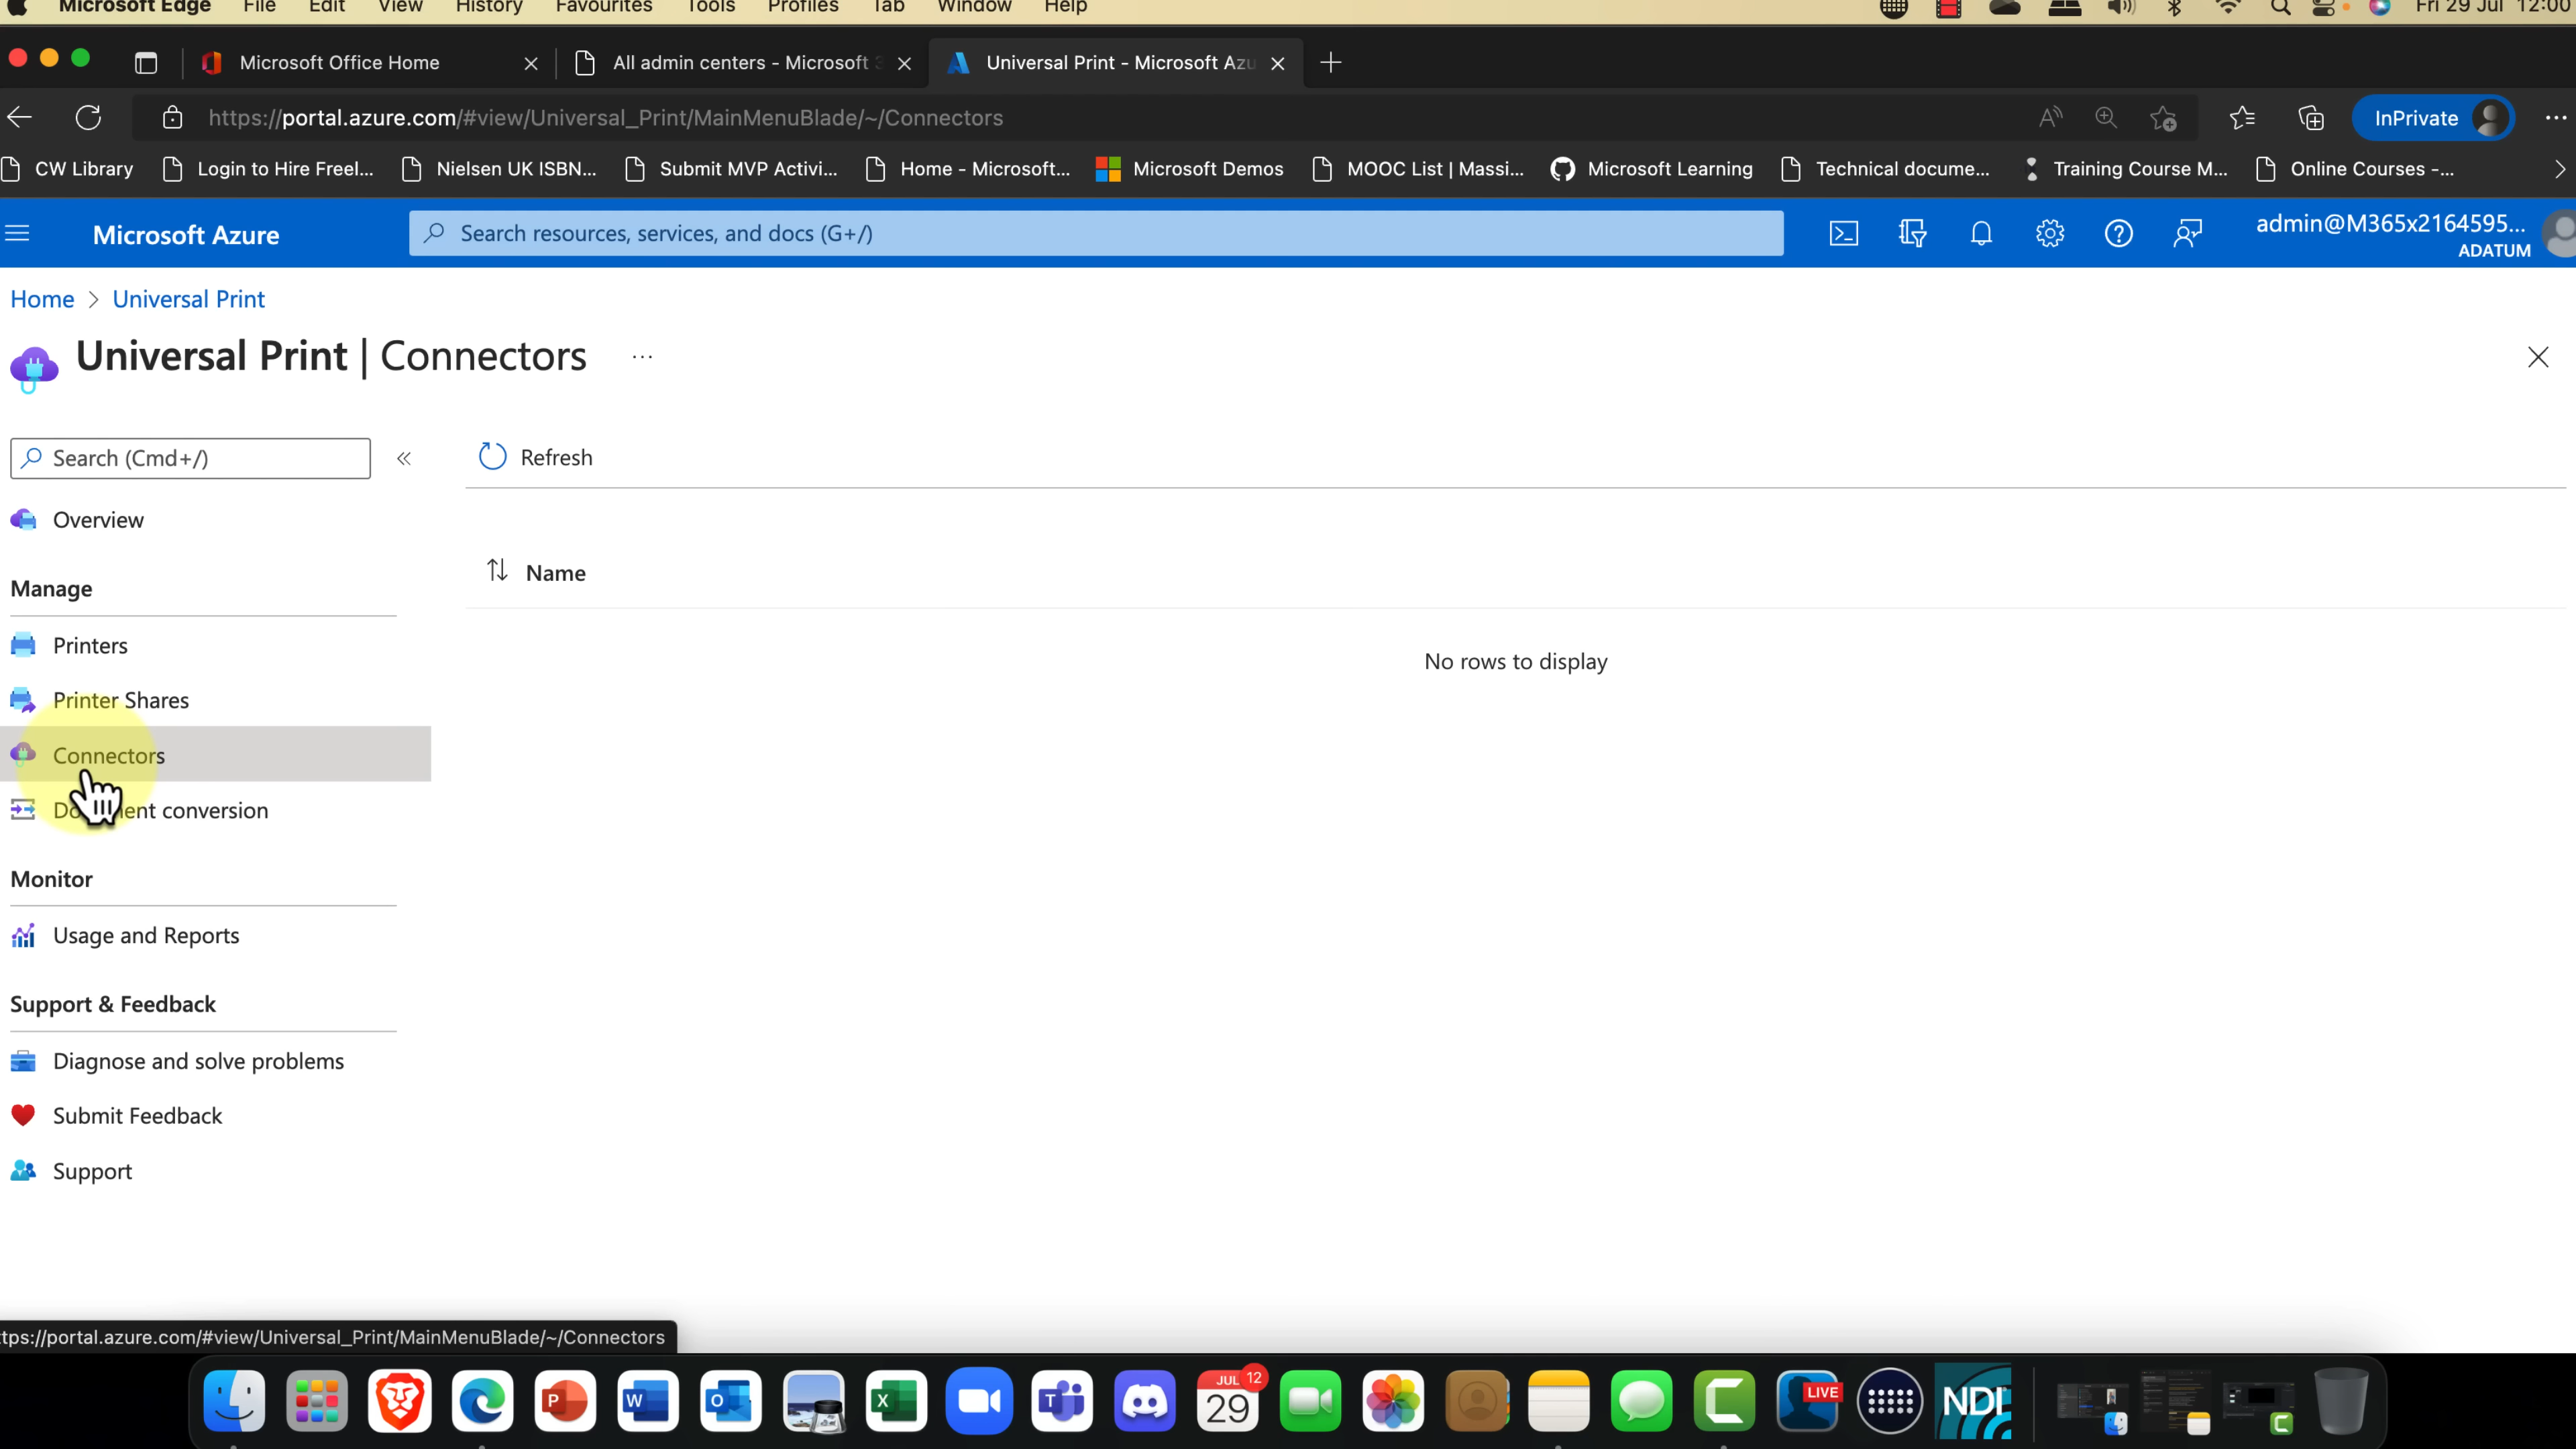 Microsoft Edge File Edit View History Favourites Tools Profiles Tab Window Help Fri 29 Jul 12:00
Microsoft Office Home All admin centers - Microsoft 3 Universal Print - Microsoft Azu
https://portal.azure.com/#view/Universal_Print/MainMenuBlade/~/Connectors InPrivate
CW Library Login to Hire Freel... Nielsen UK ISBN... Submit MVP Activi... Home - Microsoft... Microsoft Demos MOOC List | Massi... Microsoft Learning Technical docume... Training Course M... Online Courses -...
Microsoft Azure Search resources, services, and docs (G+/) admin@M365x2164595...
ADATUM
Home > Universal Print
Universal Print | Connectors ...
Search (Cmd+/) « Refresh
Overview
Name
Manage
Printers
No rows to display
Printer Shares
Connectors
Document conversion
Monitor
Usage and Reports
Support & Feedback
Diagnose and solve problems
Submit Feedback
Support
tps://portal.azure.com/#view/Universal_Print/MainMenuBlade/~/Connectors
JUL 12
29
LIVE
NDI